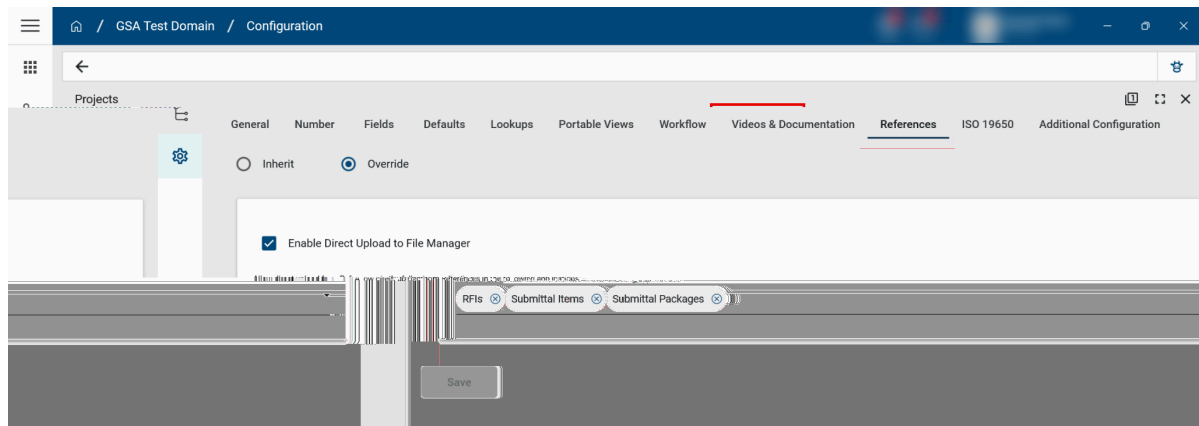 / GSA Test Domain / Configuration
Projects
General Number Fields Defaults Lookups Portable Views Workflow Videos & Documentation References ISO 19650 Additional Configuration
Inherit Override
Enable Direct Upload to File Manager
RFIs Submittal Items Submittal Packages
Save